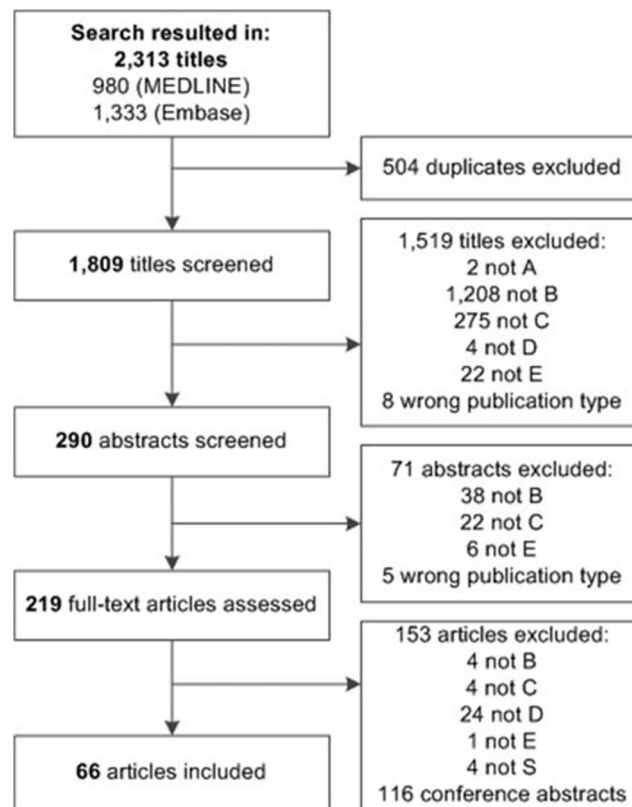 Search resulted in:
2,313 titles
980 (MEDLINE)
1,333 (Embase)
504 duplicates excluded
1,809 titles screened
1,519 titles excluded:
2 not A
1,208 not B
275 not C
4 not D
22 not E
8 wrong publication type
290 abstracts screened
71 abstracts excluded:
38 not B
22 not C
6 not E
5 wrong publication type
219 full-text articles assessed
153 articles excluded:
4 not B
4 not C
24 not D
1 not E
4 not S
116 conference abstracts
66 articles included